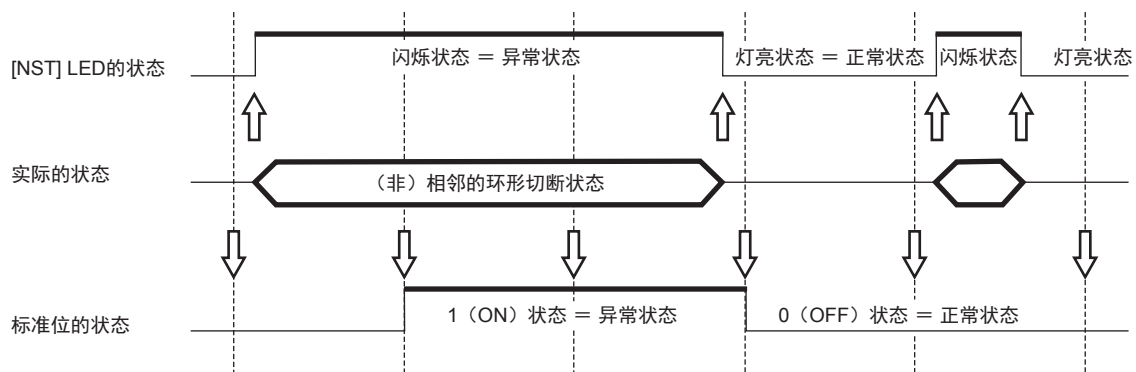 [NST] LED的状态
闪烁状态 = 异常状态
灯亮状态 = 正常状态
闪烁状态
灯亮状态
实际的状态
（非）相邻的环形切断状态
标准位的状态
1（ON）状态 = 异常状态
0（OFF）状态 = 正常状态